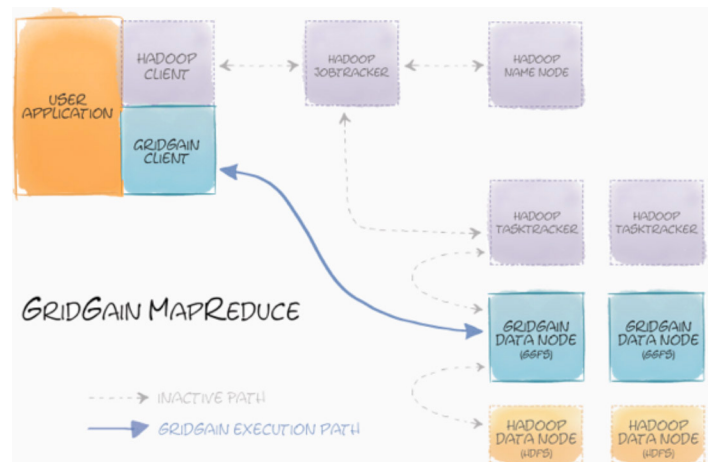 HADOOP
CLIENT
HADOOP
JOBTRACKER
HADOOP
NAME NODE
USER
APPLICATION
GRIDGAIN
CLIENT
HADOOP
TASKTRACKER
HADOOP
TASKTRACKER
GRIDGAIN MAPREDUCE
GRIDGAIN
DATA NODE
(GGFS)
GRIDGAIN
DATA NODE
(GGFS)
INACTIVE PATH
GRIDGAIN EXECUTION PATH
HADOOP
DATA NODE
(HDFS)
HADOOP
DATA NODE
(HDFS)